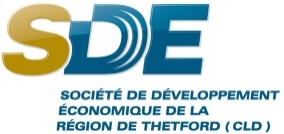 SDE
SOCIÉTÉ DE DÉVELOPPEMENT
ÉCONOMIQUE DE LA
RÉGION DE THETFORD ( CLD )